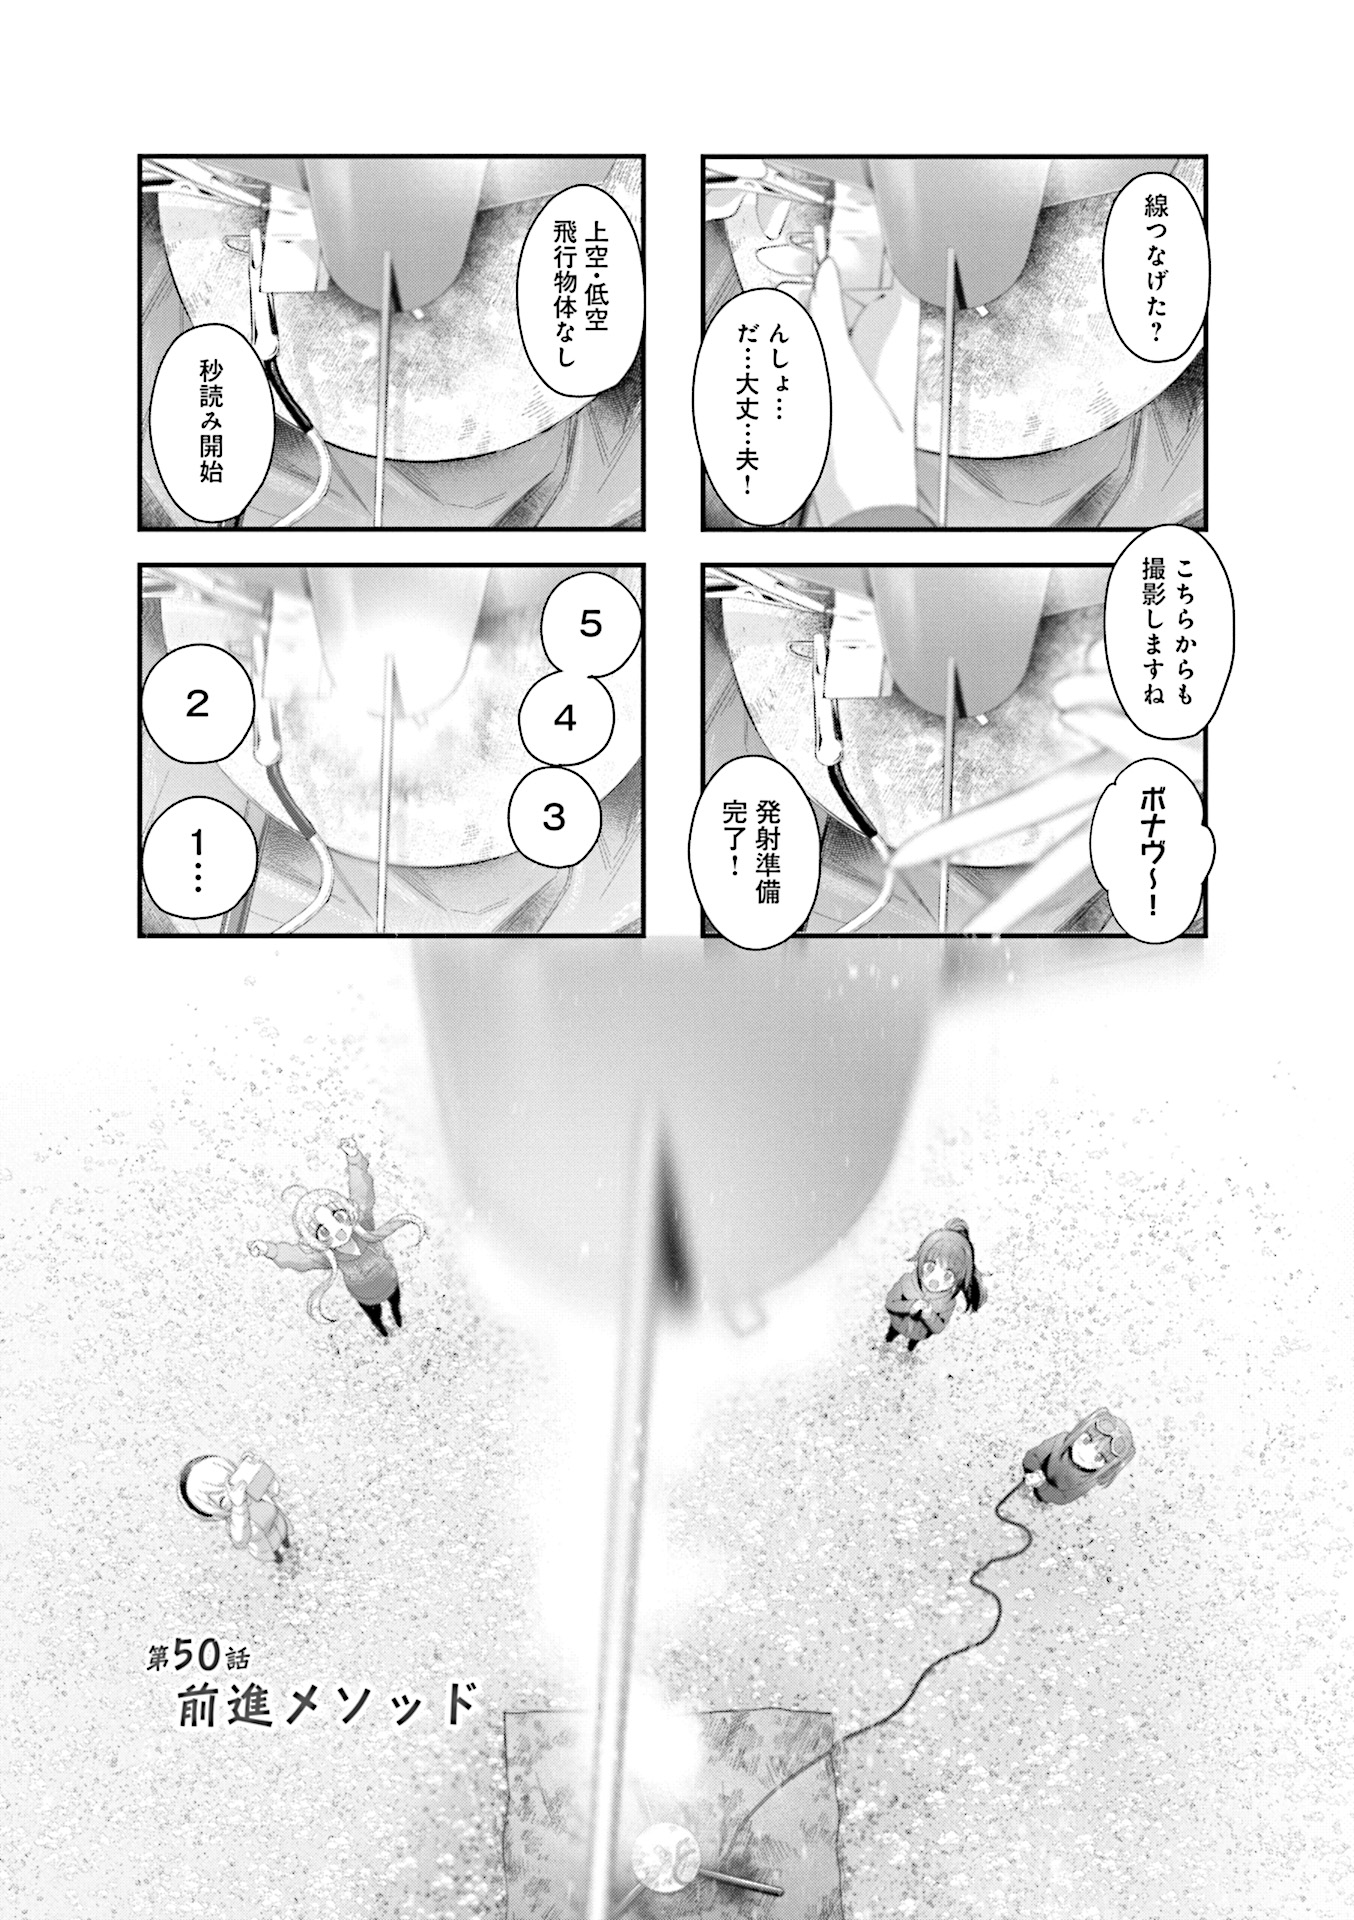 線つなげた?
んしょ…
だ…大丈…夫!
こちらからも
撮影しますね
ボナヴ〜!
発射準備
完了!
上空・低空
飛行物体なし
秒読み開始
5
4
3
2
1…
第50話
前進メソッド